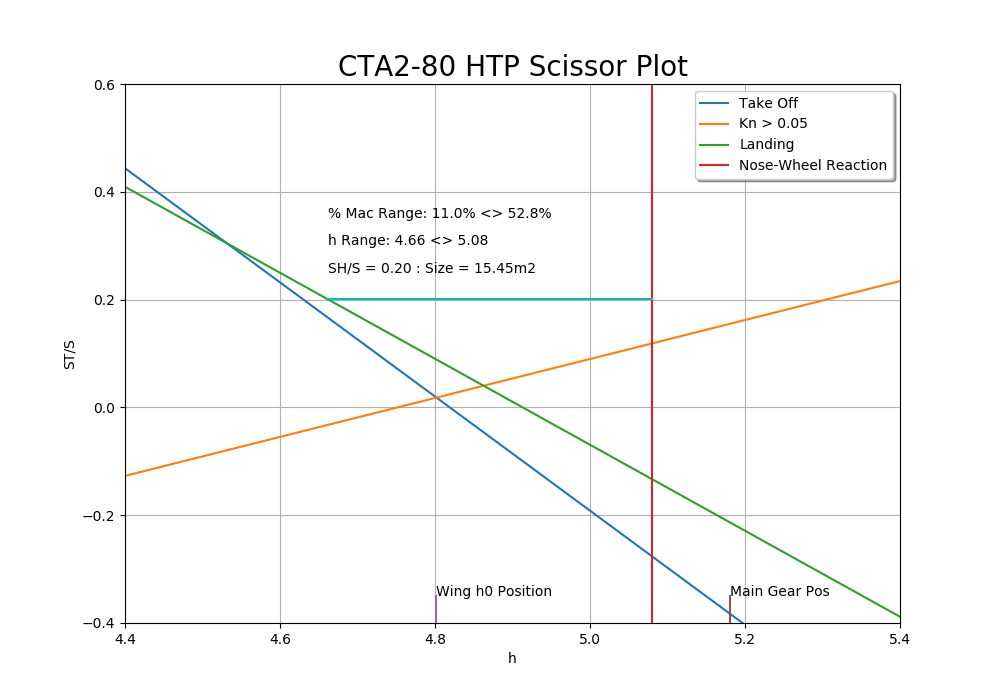 CTA2-80 HTP Scissor Plot
0.6
0.4
0.2
0.0
−0.2
−0.4
ST/S
Take Off
Kn > 0.05
Landing
Nose-Wheel Reaction
% Mac Range: 11.0% <> 52.8%
h Range: 4.66 <> 5.08
SH/S = 0.20 : Size = 15.45m2
Wing h0 Position
Main Gear Pos
4.4 4.6 4.8 5.0 5.2 5.4
h